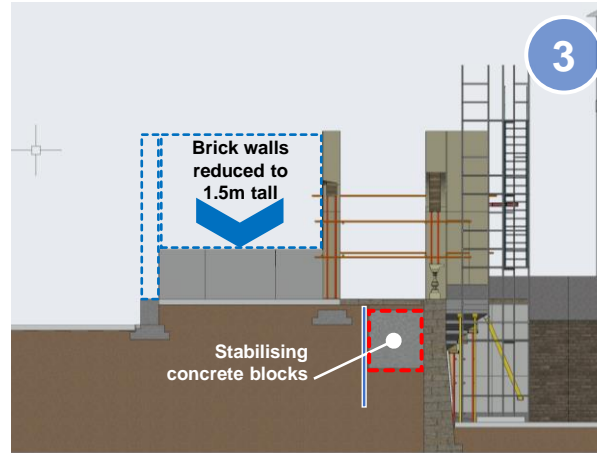 3
Brick walls
reduced to
1.5m tall
Stabilising
concrete blocks